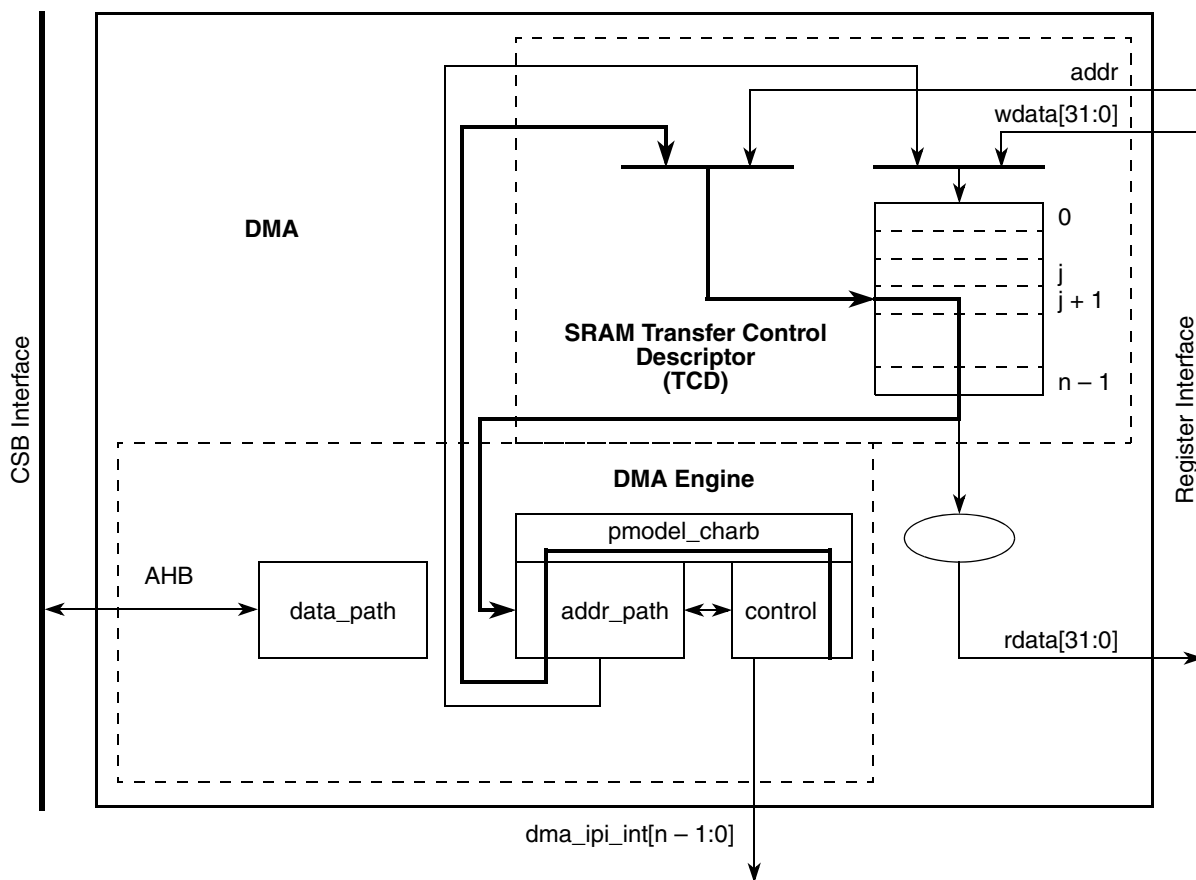 addr
wdata[31:0]
DMA
0
j
j + 1
n – 1
SRAM Transfer Control
Descriptor
(TCD)
CSB Interface
Register Interface
DMA Engine
pmodel_charb
AHB
data_path
addr_path
control
rdata[31:0]
dma_ipi_int[n – 1:0]